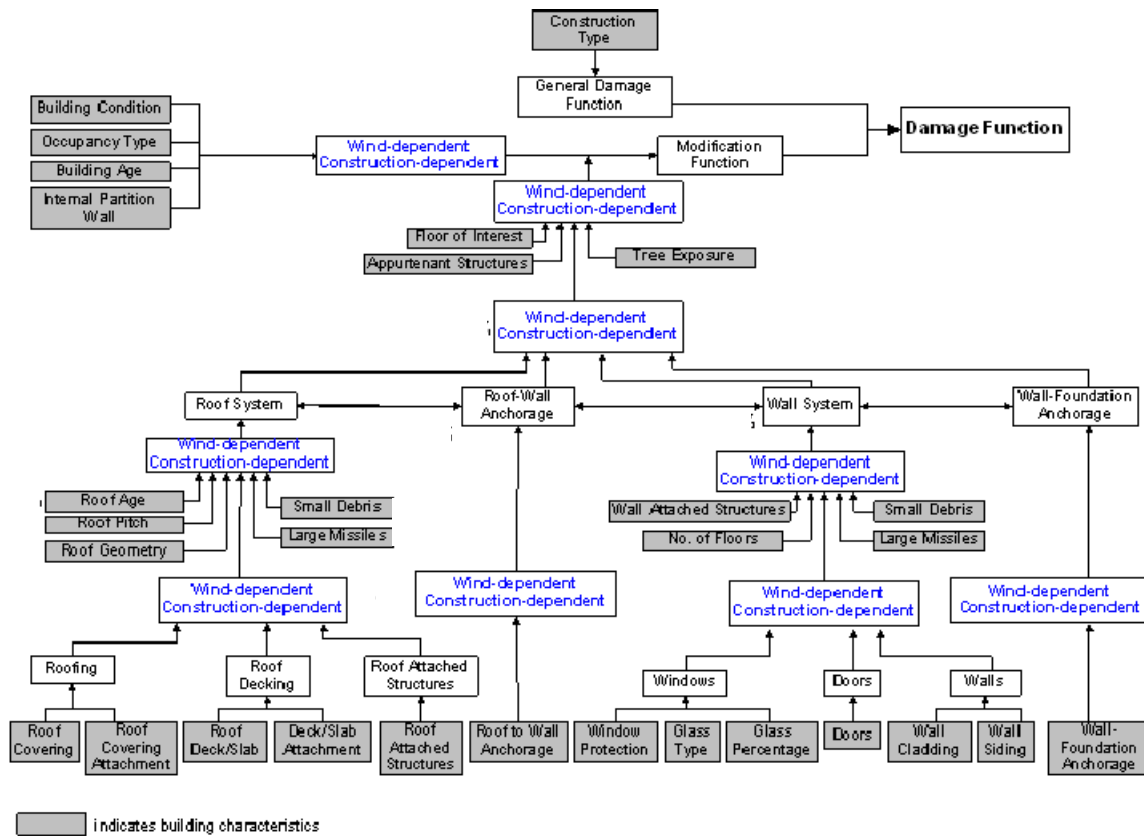 Construction
Type
General Damage
Function
Building Condition
Occupancy Type
Building Age
Internal Partition
Wall
Wind-dependent
Construction-dependent
Modification
Function
Damage Function
Wind-dependent
Construction-dependent
Floor of Interest
Appurtenant Structures
Tree Exposure
Wind-dependent
Construction-dependent
Roof System
Roof-Wall
Anchorage
Wall System
Wall-Foundation
Anchorage
Wind-dependent
Construction-dependent
Roof Age
Roof Pitch
Roof Geometry
Small Debris
Large Missiles
Wind-dependent
Construction-dependent
Wall Attached Structures
No. of Floors
Small Debris
Large Missiles
Wind-dependent
Construction-dependent
Wind-dependent
Construction-dependent
Wind-dependent
Construction-dependent
Wind-dependent
Construction-dependent
Roofing
Roof
Decking
Roof Attached
Structures
Windows
Doors
Walls
Roof
Covering
Roof
Covering
Attachment
Roof
Deck/Slab
Deck/Slab
Attachment
Roof
Attached
Structures
Roof to Wall
Anchorage
Window
Protection
Glass
Type
Glass
Percentage
Doors
Wall
Cladding
Wall
Siding
Wall-
Foundation
Anchorage
indicates building characteristics